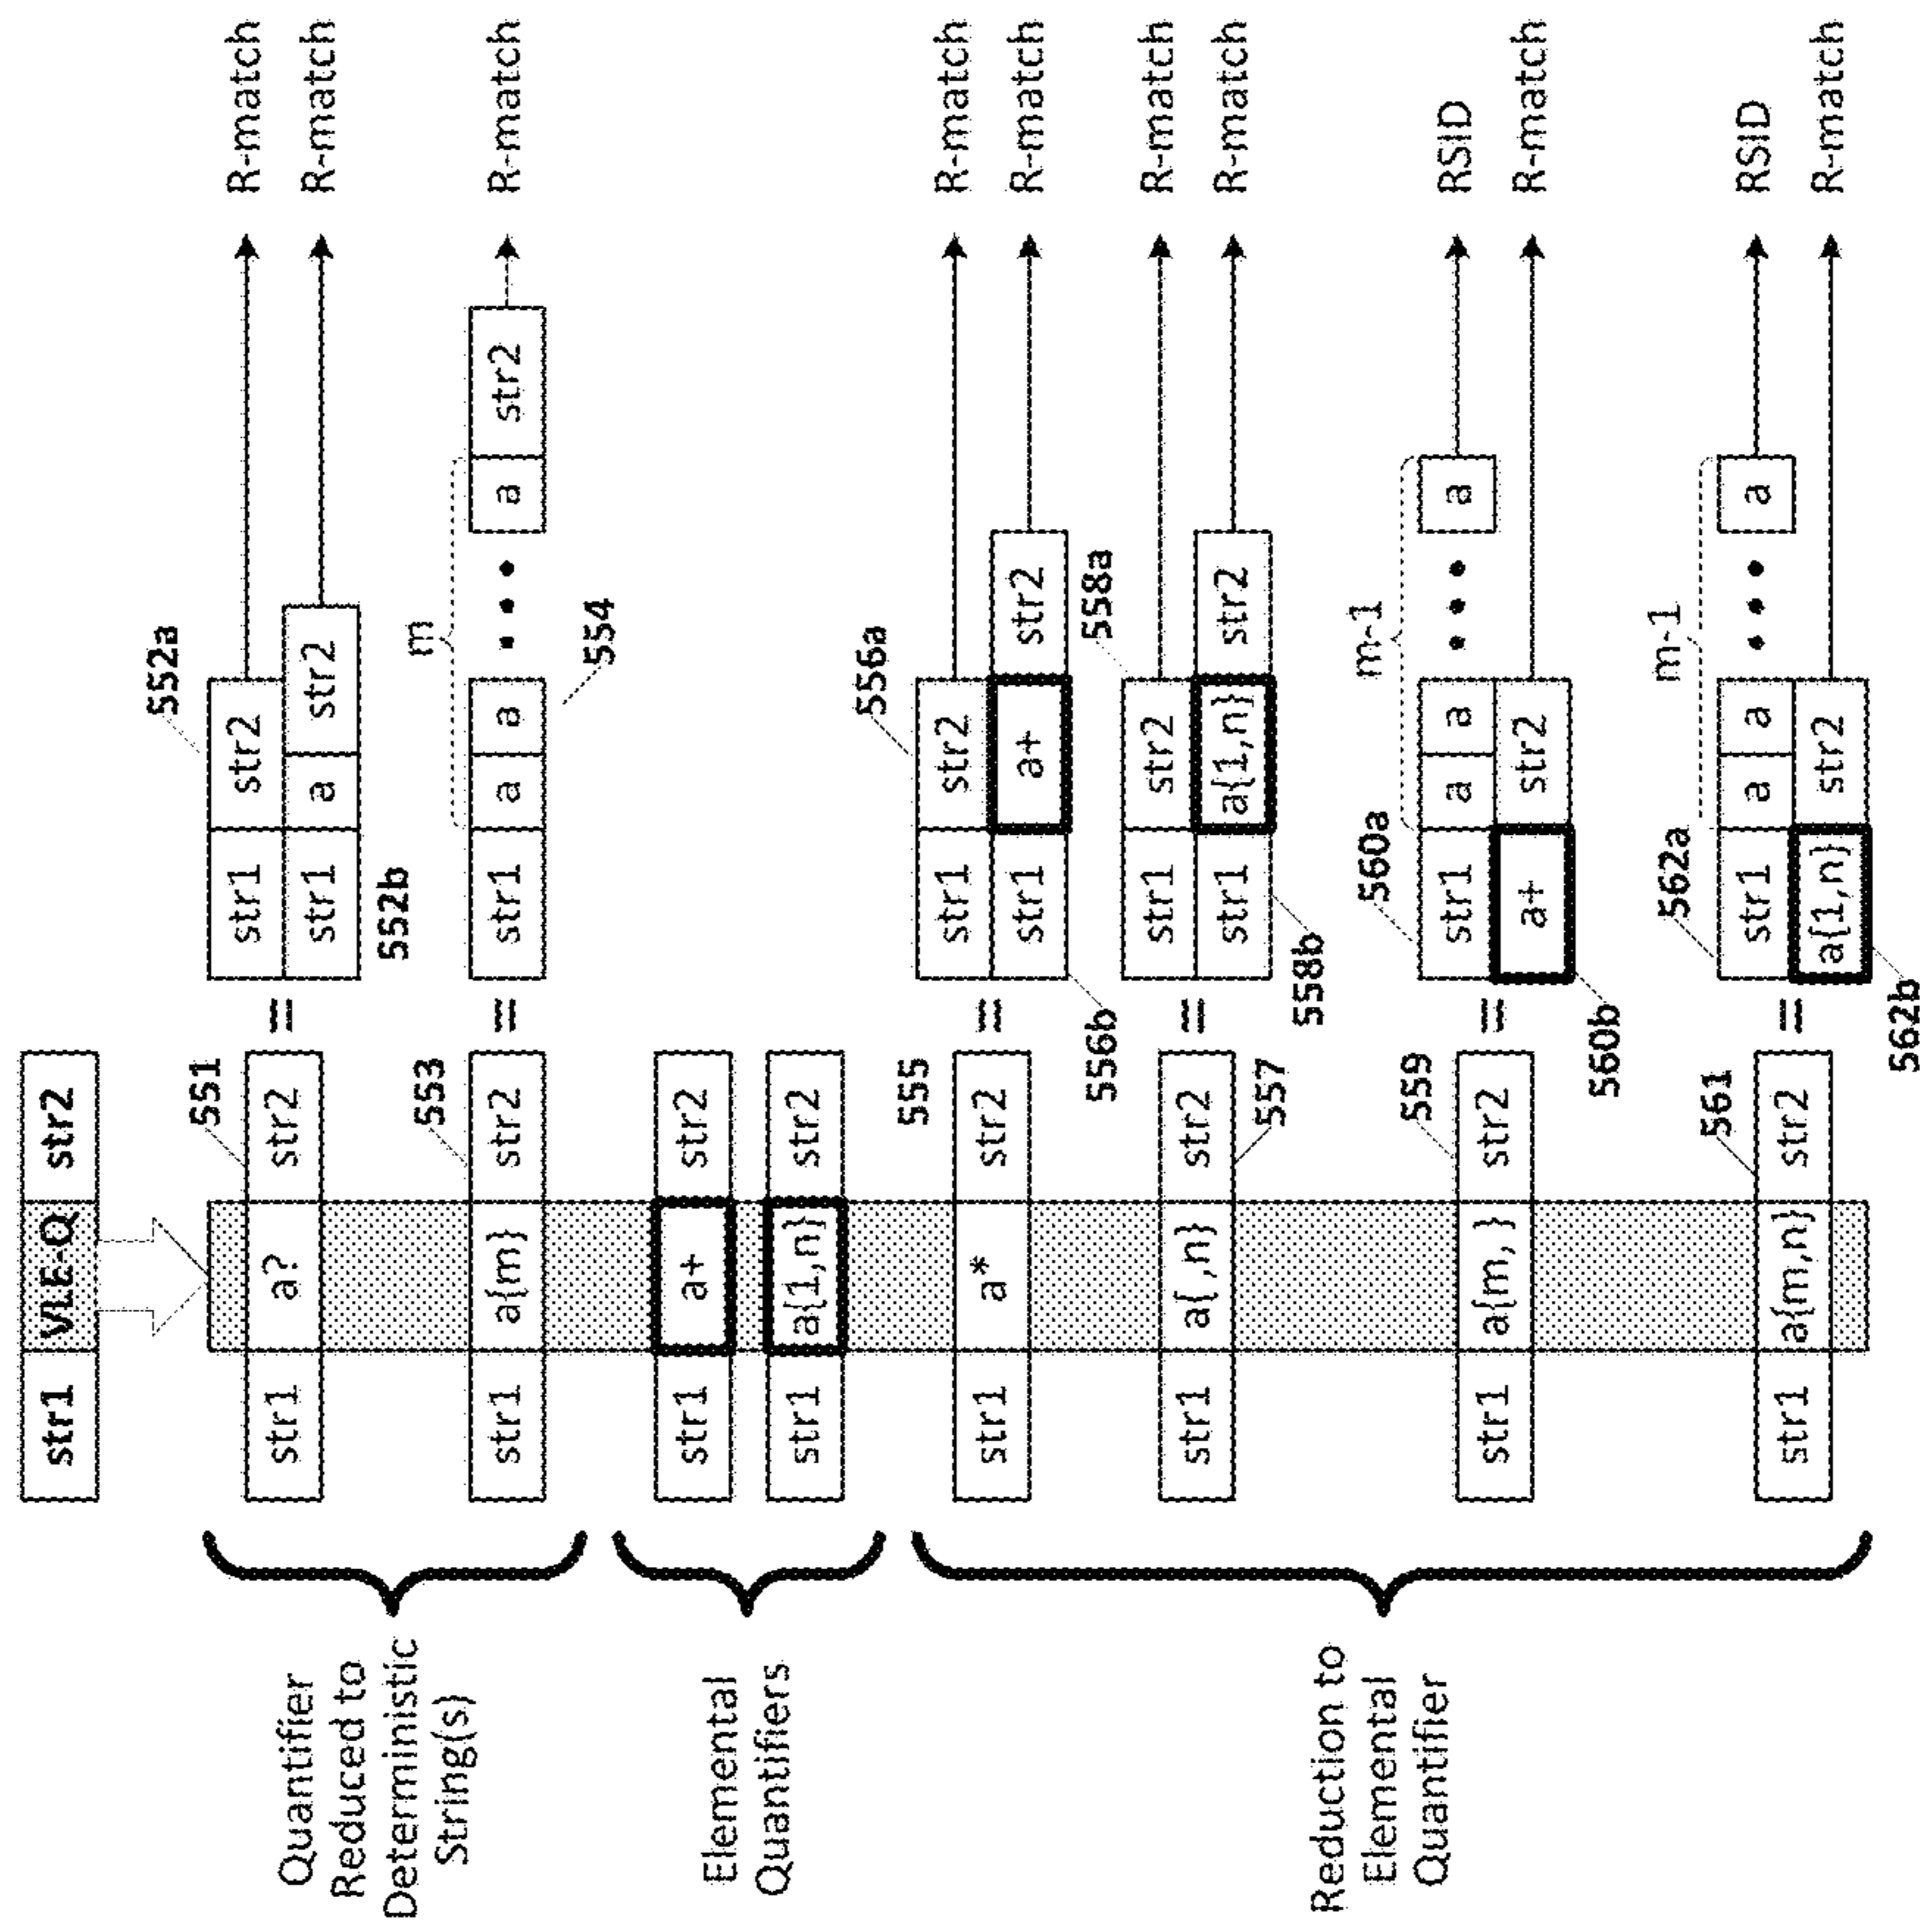 str1 VLE-Q str2
Quantifier
Reduced to
Deterministic
String(s)
551
str1 a? str2 =
552a
str1 str2 R-match
str1 a str2 R-match
552b
553
str1 a{m} str2 =
m
str1 a a a str2 R-match
554
Elemental
Quantifiers
str1 a+ str2
str1 a{1,n} str2
Reduction to
Elemental
Quantifier
555
str1 a* str2 =
556a
str1 str2 R-match
str1 a+ str2 R-match
556b
str1 a{,n} str2 =
557
558a
str1 str2 R-match
str1 a{1,n} str2 R-match
558b
559
str1 a{m,} str2 =
560a
m-1
str1 a a a RSID
a+ str2 R-match
560b
561
str1 a{m,n} str2 =
562a
m-1
str1 a a a RSID
a{1,n} str2 R-match
562b